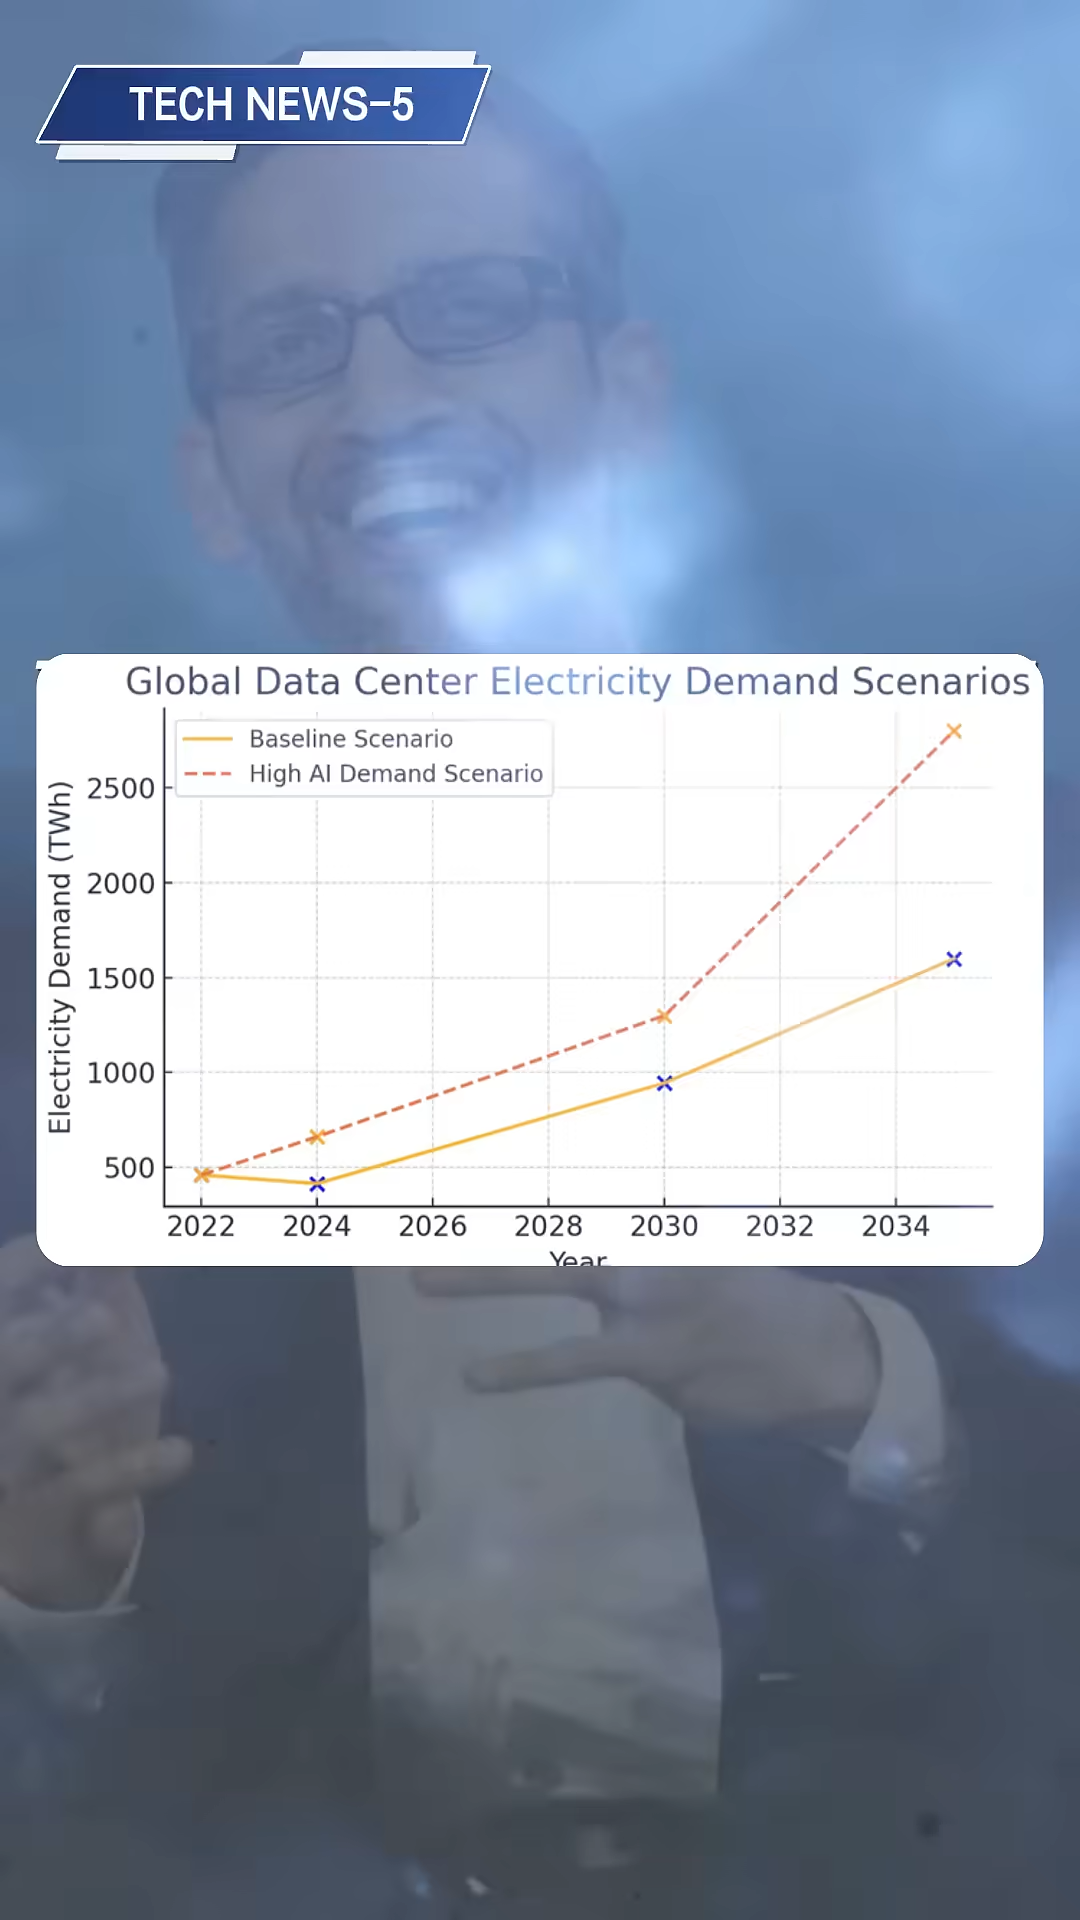 TECH NEWS–5
Global Data Center Electricity Demand Scenarios
Baseline Scenario
High AI Demand Scenario
Electricity Demand (TWh)
2500
2000
1500
1000
500
2022 2024 2026 2028 2030 2032 2034
Year